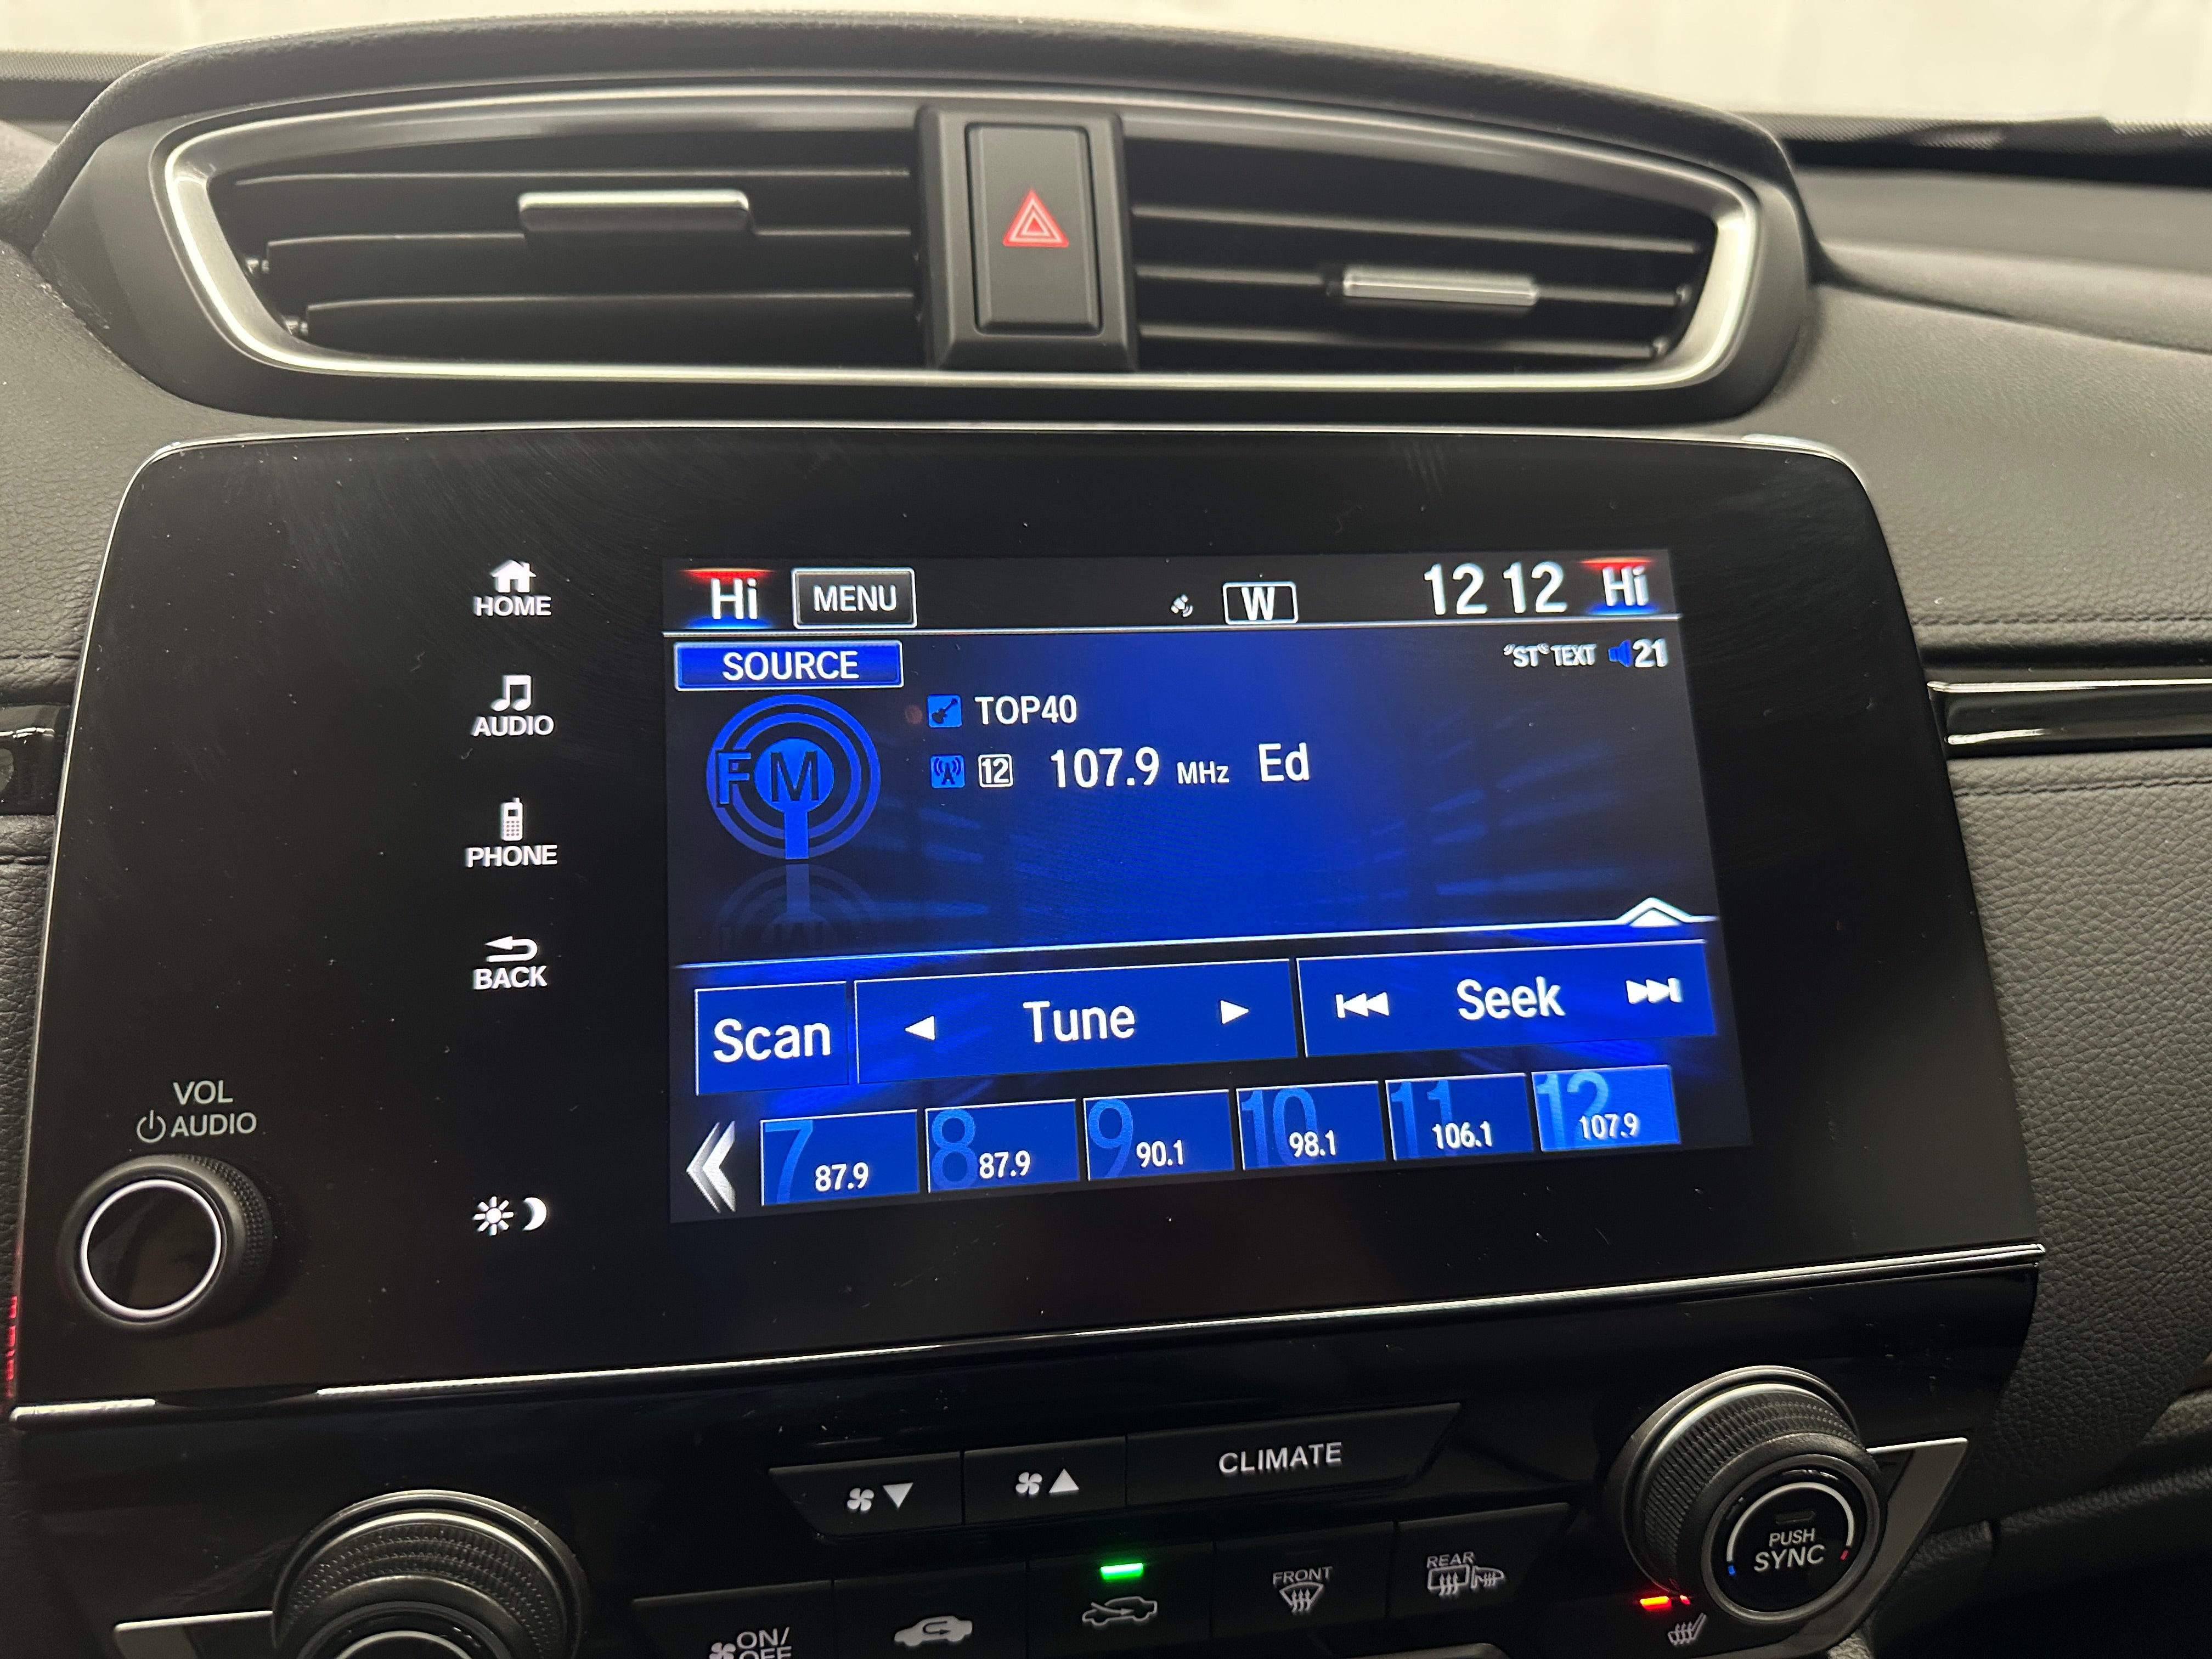 Hi MENU W 12 12 Hi
SOURCE "ST" TEXT 21
TOP40
FM
12 107.9 MHz Ed
HOME
AUDIO
PHONE
BACK
Scan Tune Seek
7 87.9 8 87.9 9 90.1 10 98.1 11 106.1 12 107.9
VOL
AUDIO
CLIMATE
PUSH
SYNC
FRONT
REAR
ON/
OFF